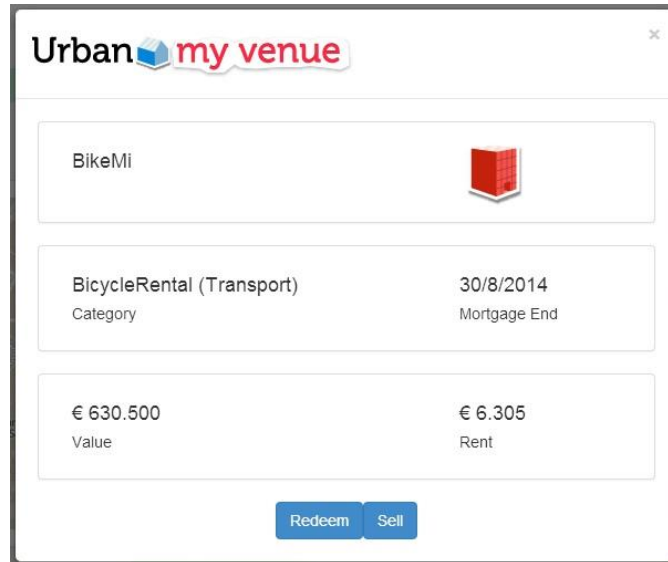 Urban my venue
×
BikeMi
BicycleRental (Transport)
30/8/2014
Category
Mortgage End
€ 630.500
€ 6.305
Value
Rent
Redeem
Sell